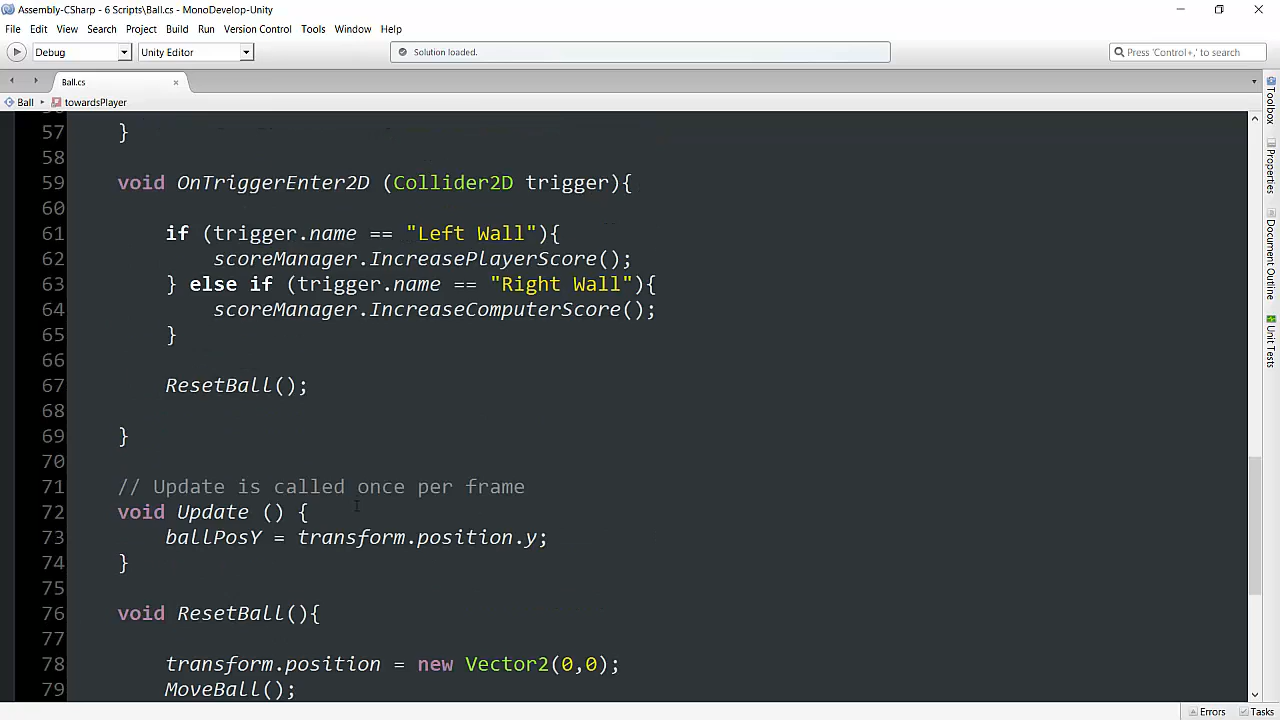 Assembly-CSharp - 6 Scripts\Ball.cs - MonoDevelop-Unity
File Edit View Search Project Build Run Version Control Tools Window Help
Debug Unity Editor Solution loaded. Press 'Control+,' to search
Ball.cs
Ball towardsPlayer
57 }
58
59 void OnTriggerEnter2D (Collider2D trigger){
60
61 if (trigger.name == "Left Wall"){
62 scoreManager.IncreasePlayerScore();
63 } else if (trigger.name == "Right Wall"){
64 scoreManager.IncreaseComputerScore();
65 }
66
67 ResetBall();
68
69 }
70
71 // Update is called once per frame
72 void Update () {
73 ballPosY = transform.position.y;
74 }
75
76 void ResetBall(){
77
78 transform.position = new Vector2(0,0);
79 MoveBall();
Toolbox
Properties
Document Outline
Unit Tests
Errors Tasks